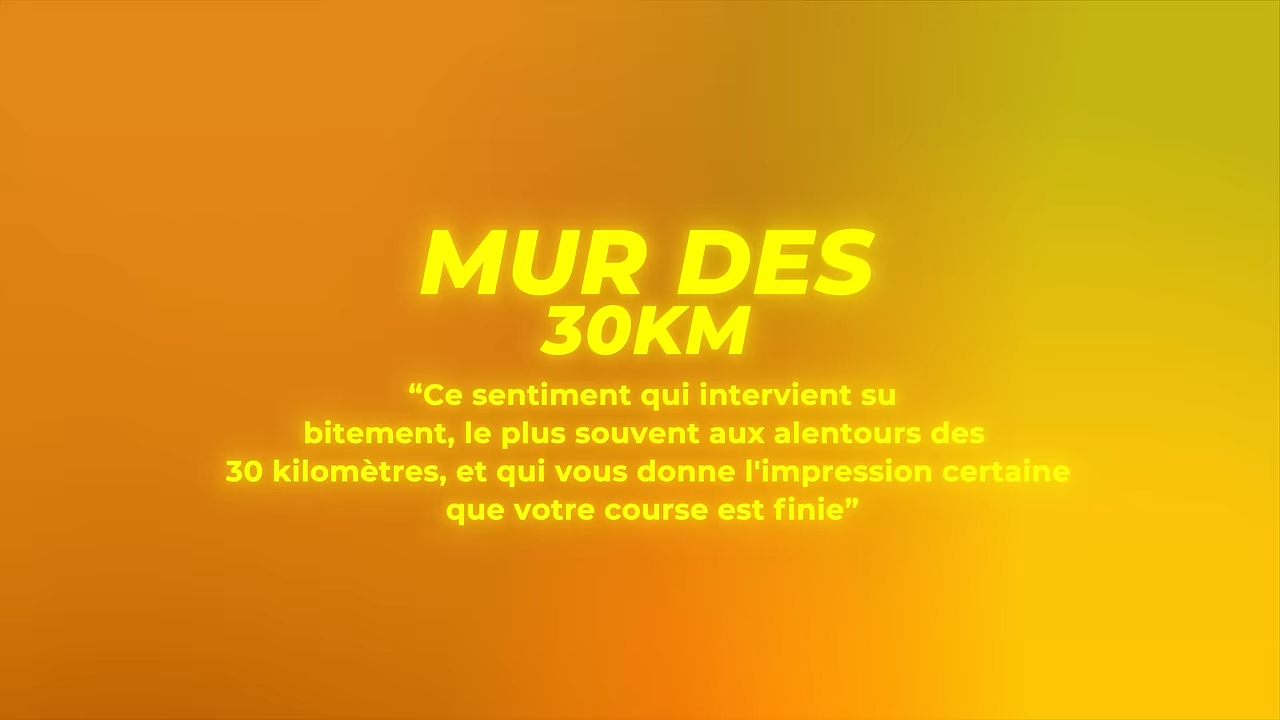 MUR DES
30KM
“Ce sentiment qui intervient su
bitement, le plus souvent aux alentours des
30 kilomètres, et qui vous donne l'impression certaine
que votre course est finie”